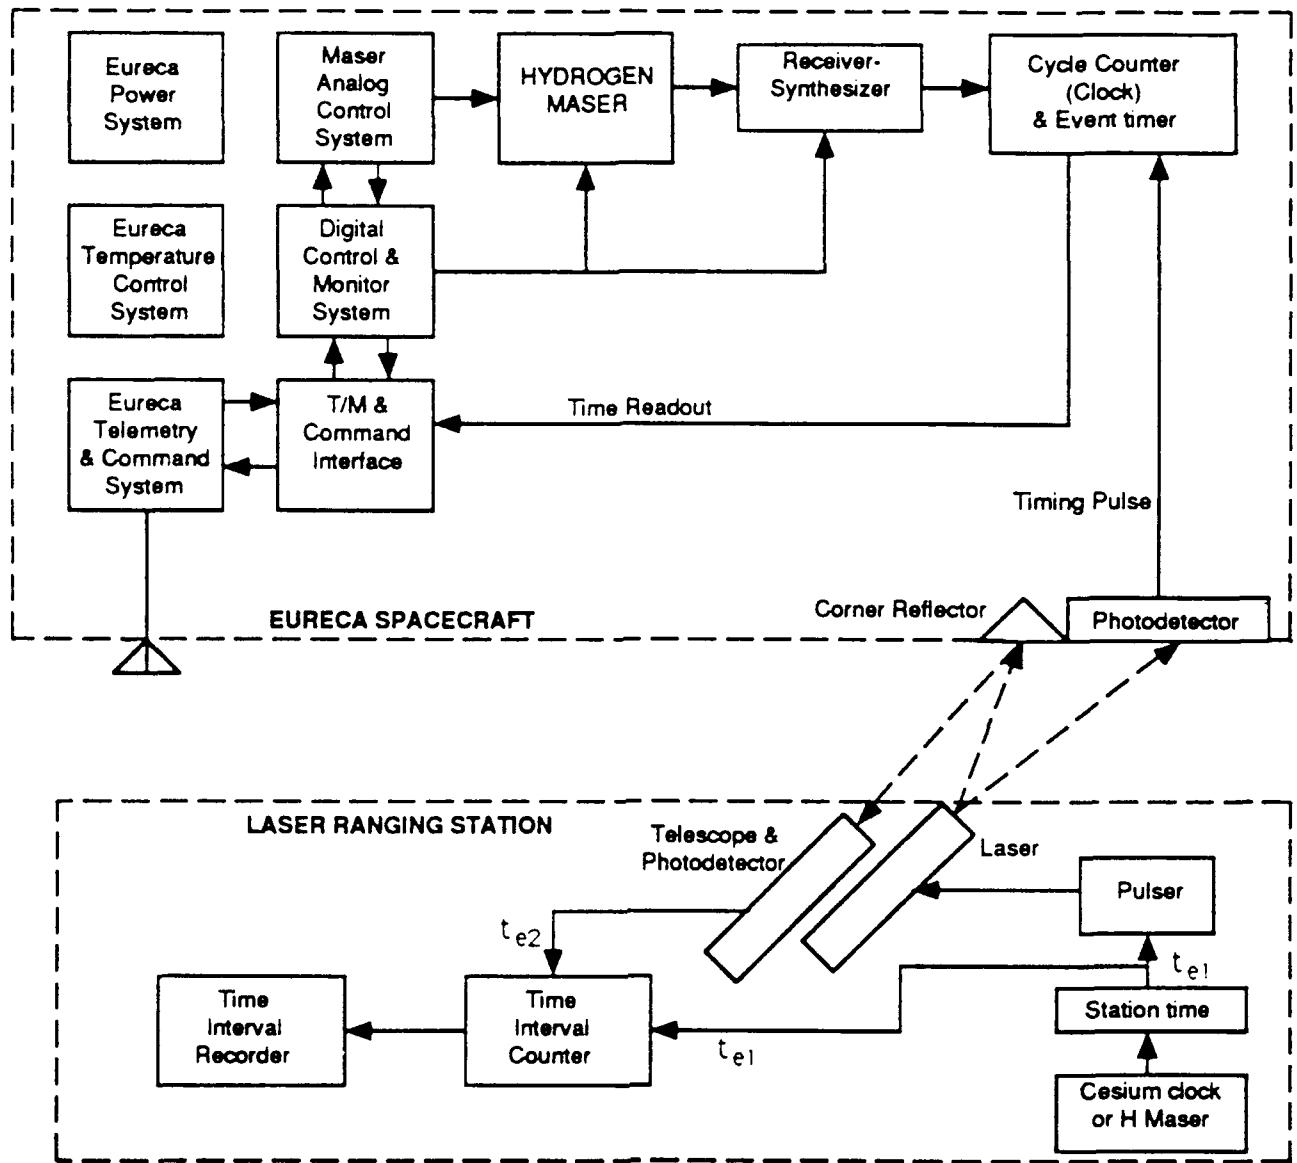 Eureca
Power
System
Maser
Analog
Control
System
HYDROGEN
MASER
Receiver-
Synthesizer
Cycle Counter
(Clock)
& Event timer
Eureca
Temperature
Control
System
Digital
Control &
Monitor
System
Eureca
Telemetry
& Command
System
T/M &
Command
Interface
Time Readout
Timing Pulse
EURECA SPACECRAFT
Corner Reflector
Photodetector
LASER RANGING STATION
Telescope &
Photodetector
Laser
Pulser
te2
te1
Time
Interval
Recorder
Time
Interval
Counter
te1
Station time
Cesium clock
or H Maser